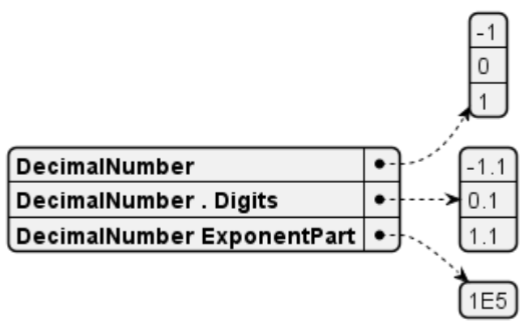 -1
0
1
DecimalNumber
DecimalNumber . Digits
DecimalNumber ExponentPart
-1.1
0.1
1.1
1E5